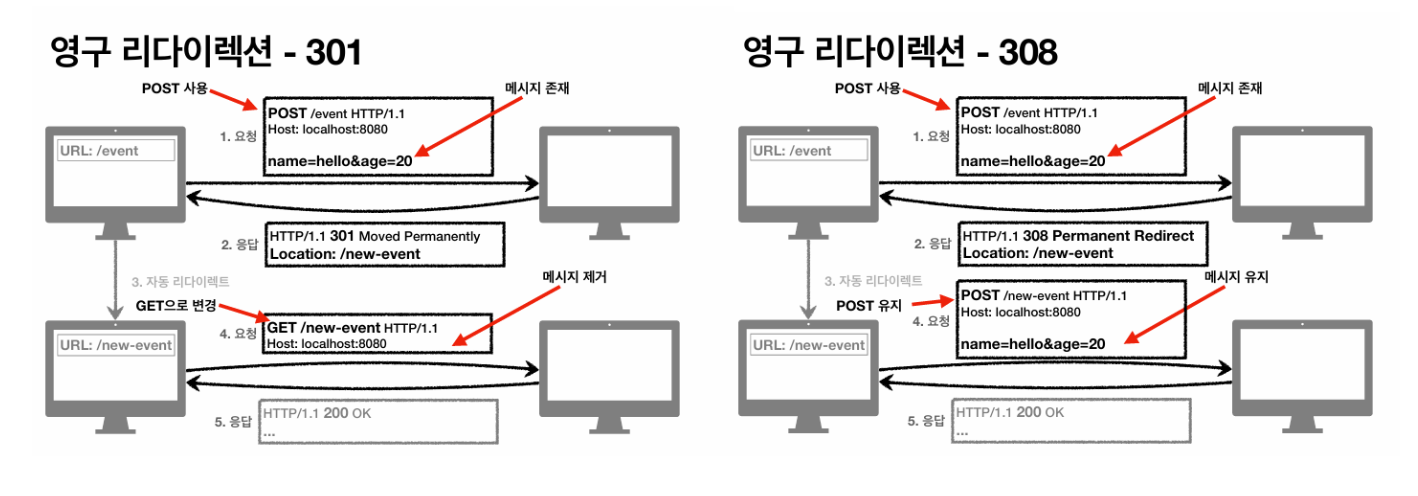 영구 리다이렉션 - 301
POST 사용
메시지 존재
1. 요청
POST /event HTTP/1.1
Host: localhost:8080
name=hello&age=20
URL: /event
2. 응답
HTTP/1.1 301 Moved Permanently
Location: /new-event
3. 자동 리다이렉트
메시지 제거
GET으로 변경
4. 요청
GET /new-event HTTP/1.1
Host: localhost:8080
URL: /new-event
5. 응답
HTTP/1.1 200 OK
...
영구 리다이렉션 - 308
POST 사용
메시지 존재
1. 요청
POST /event HTTP/1.1
Host: localhost:8080
name=hello&age=20
URL: /event
2. 응답
HTTP/1.1 308 Permanent Redirect
Location: /new-event
3. 자동 리다이렉트
메시지 유지
POST 유지
4. 요청
POST /new-event HTTP/1.1
Host: localhost:8080
name=hello&age=20
URL: /new-event
5. 응답
HTTP/1.1 200 OK
...